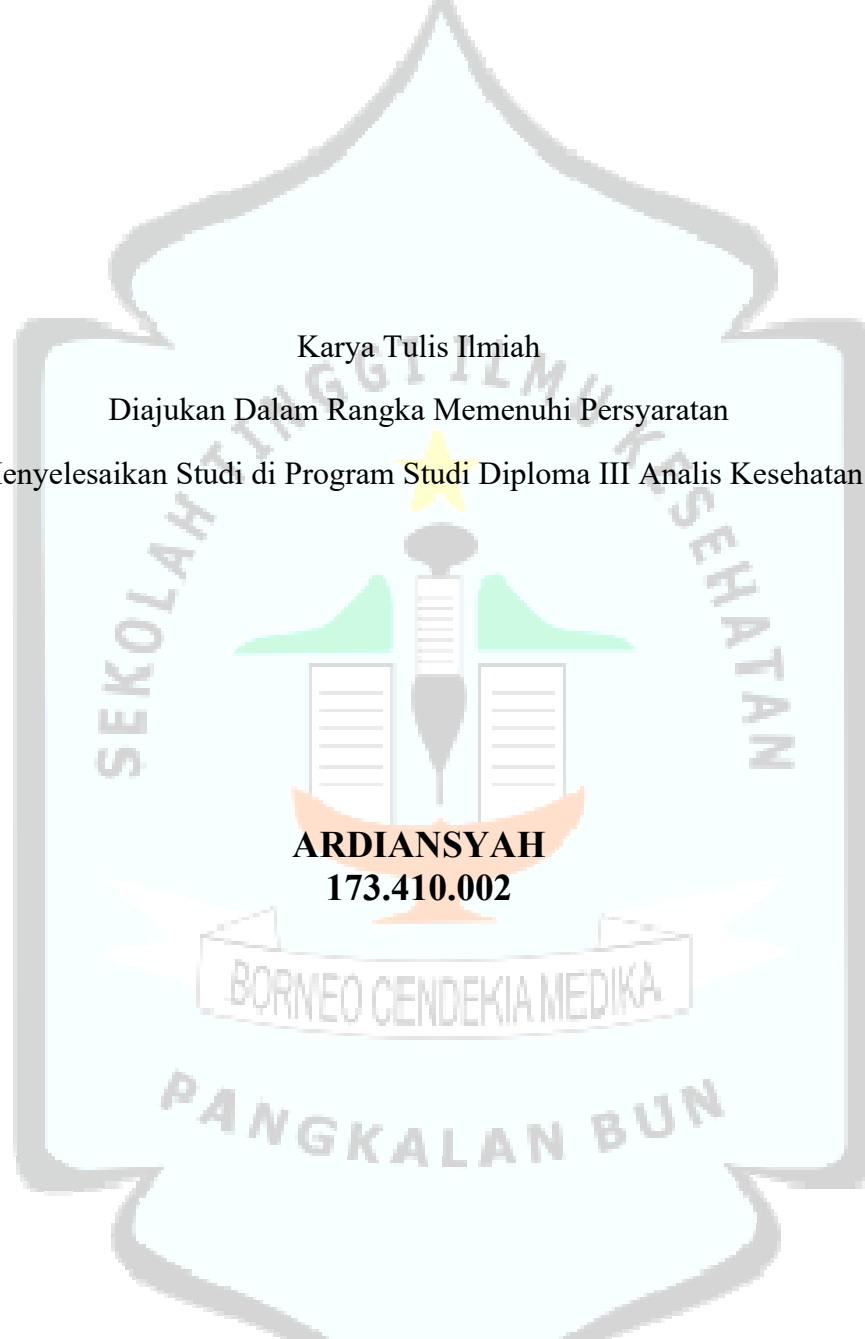 Karya Tulis Ilmiah
Diajukan Dalam Rangka Memenuhi Persyaratan
enyelesaikan Studi di Program Studi Diploma III Analis Kesehatan
SEKOLAH TINGGI ILMU KESEHATAN
ARDIANSYAH
173.410.002
BORNEO CENDEKIA MEDIKA
PANGKALAN BUN